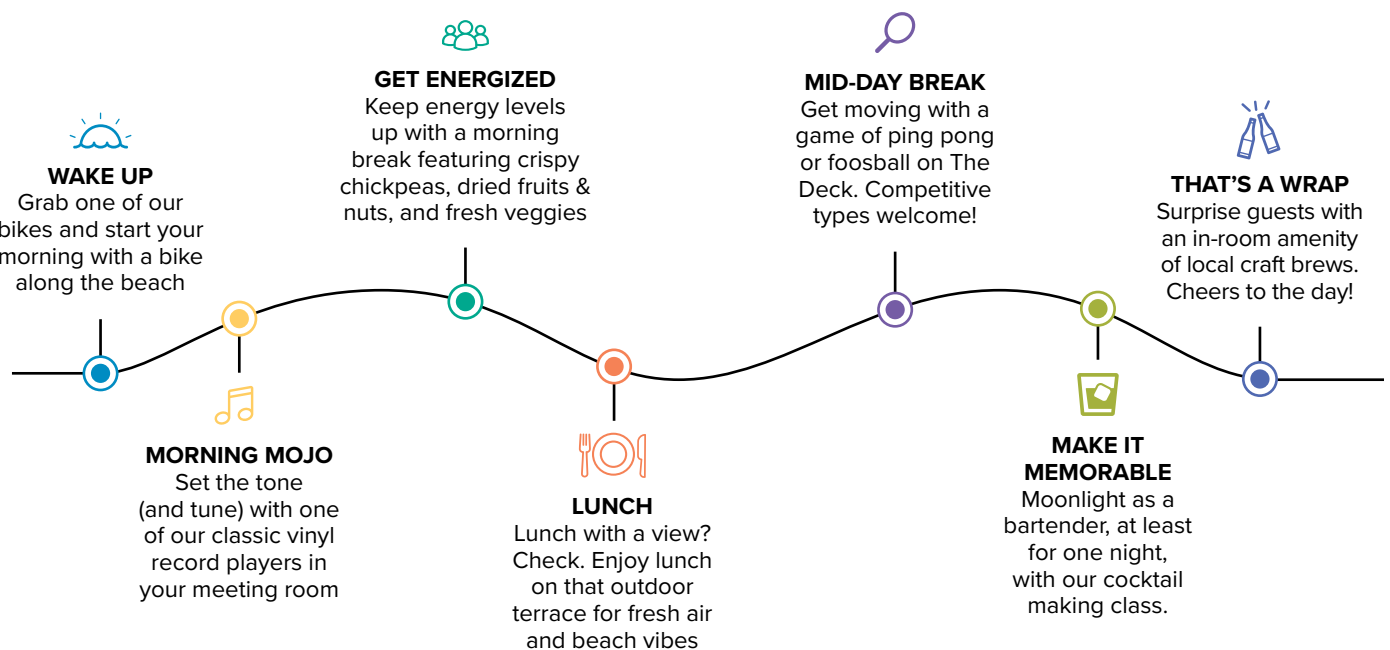 WAKE UP
Grab one of our
bikes and start your
morning with a bike
along the beach
MORNING MOJO
Set the tone
(and tune) with one
of our classic vinyl
record players in
your meeting room
GET ENERGIZED
Keep energy levels
up with a morning
break featuring crispy
chickpeas, dried fruits &
nuts, and fresh veggies
LUNCH
Lunch with a view?
Check. Enjoy lunch
on that outdoor
terrace for fresh air
and beach vibes
MID-DAY BREAK
Get moving with a
game of ping pong
or foosball on The
Deck. Competitive
types welcome!
MAKE IT
MEMORABLE
Moonlight as a
bartender, at least
for one night,
with our cocktail
making class.
THAT’S A WRAP
Surprise guests with
an in-room amenity
of local craft brews.
Cheers to the day!